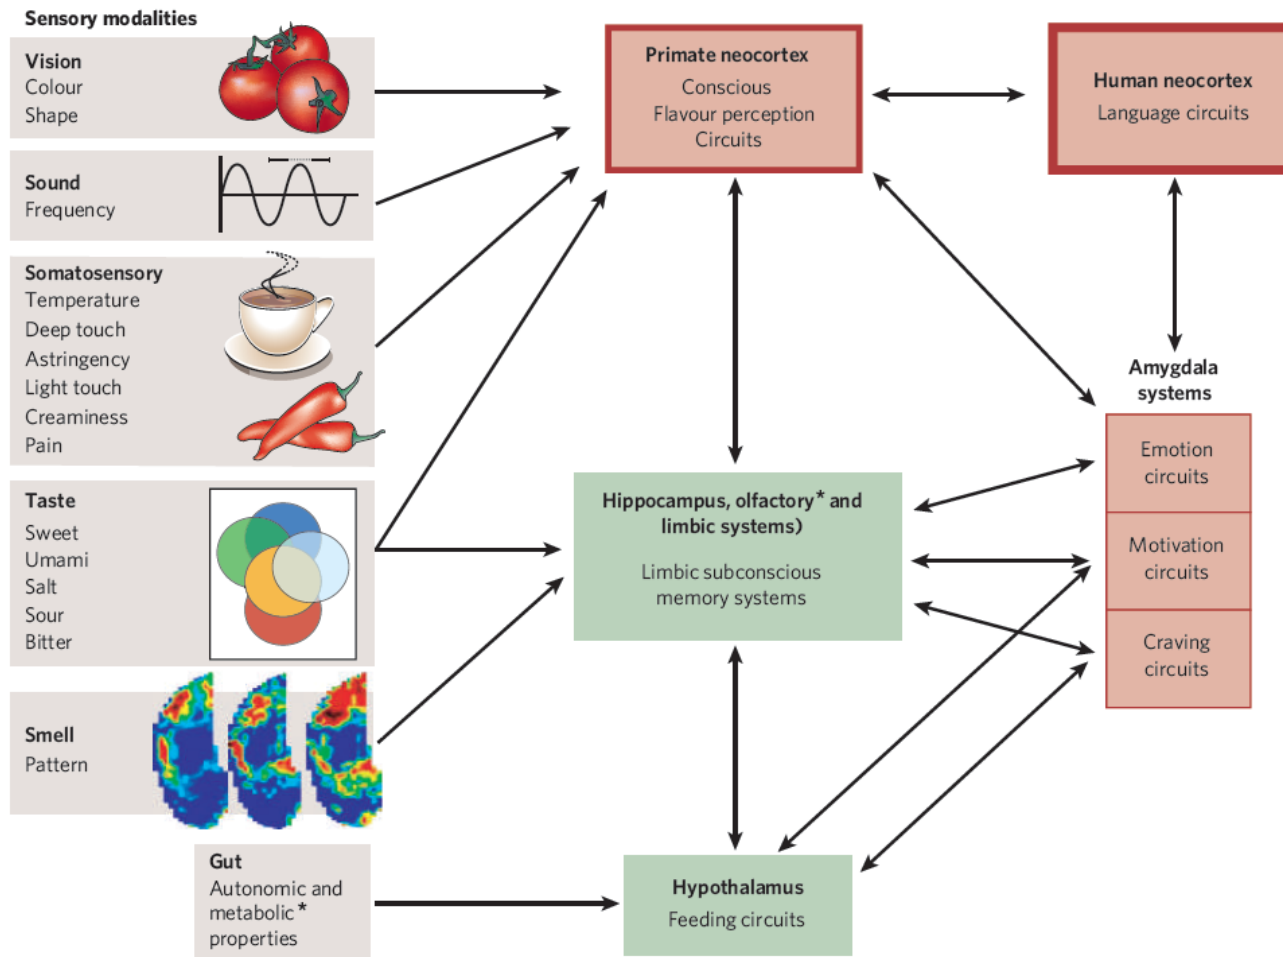 Sensory modalities
Vision
Colour
Shape
Sound
Frequency
Somatosensory
Temperature
Deep touch
Astringency
Light touch
Creaminess
Pain
Taste
Sweet
Umami
Salt
Sour
Bitter
Smell
Pattern
Gut
Autonomic and
metabolic*
properties
Primate neocortex
Conscious
Flavour perception
Circuits
Human neocortex
Language circuits
Hippocampus, olfactory* and
limbic systems)
Limbic subconscious
memory systems
Hypothalamus
Feeding circuits
Amygdala
systems
Emotion
circuits
Motivation
circuits
Craving
circuits